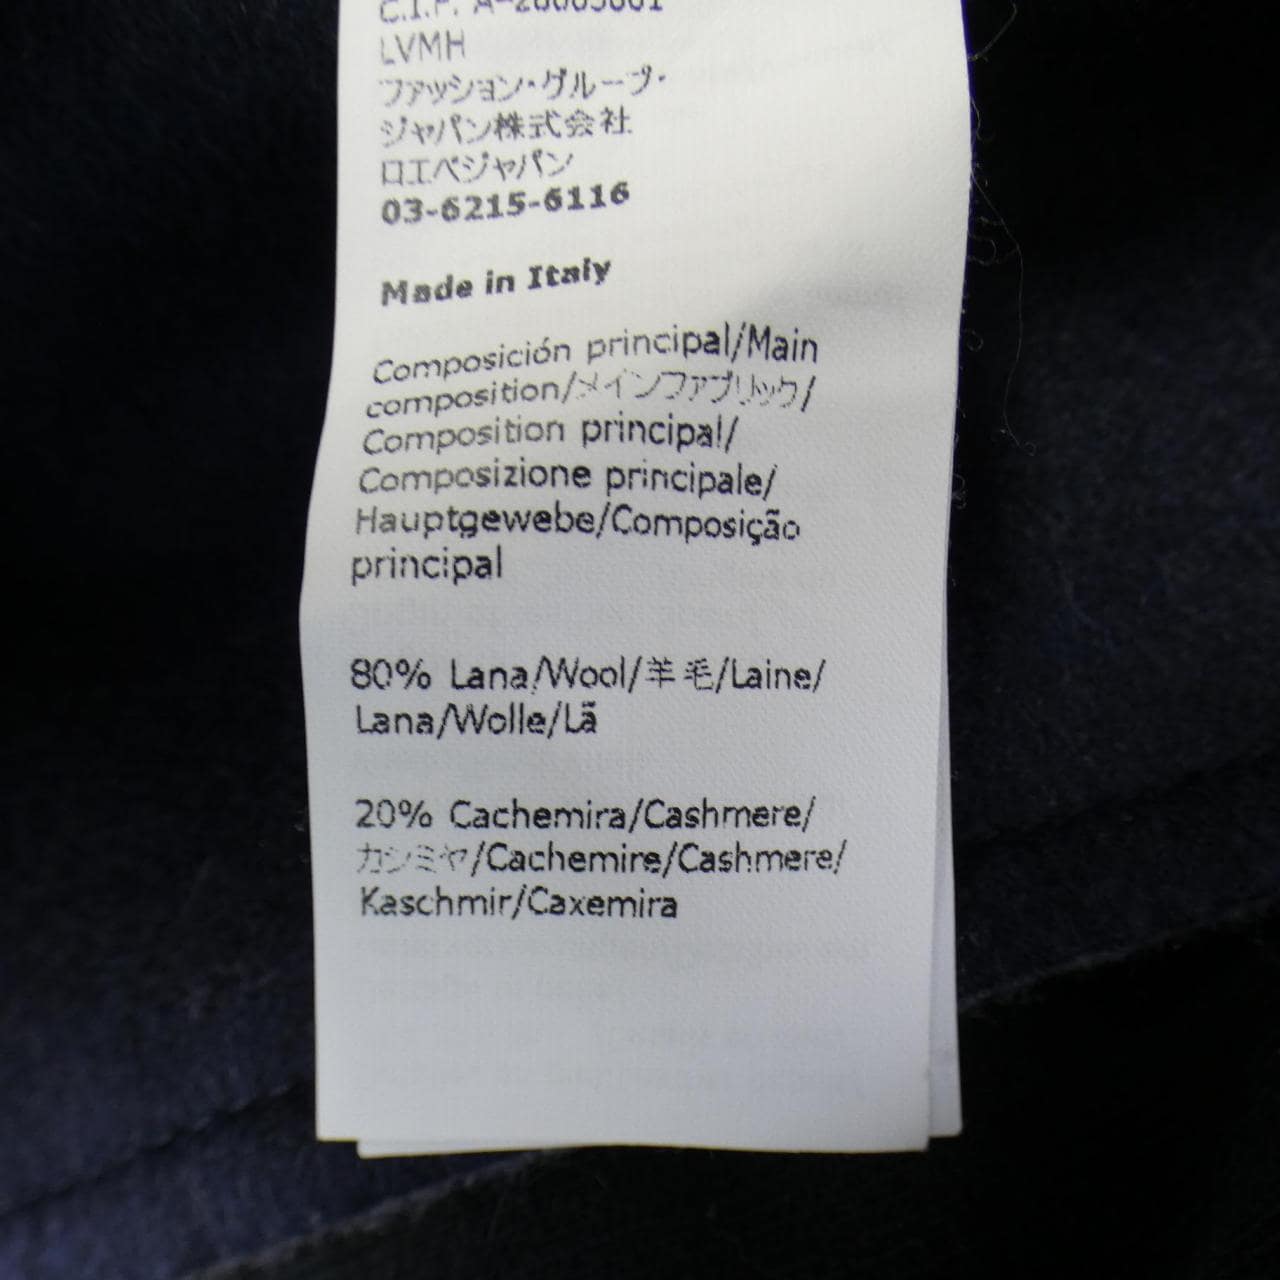 C.I.F. A-28003861
LVMH
ファッション・グループ・
ジャパン株式会社
ロエベジャパン
03-6215-6116
Made in Italy
Composición principal/Main
composition/メインファブリック/
Composition principal/
Composizione principale/
Hauptgewebe/Composição
principal
80% Lana/Wool/羊毛/Laine/
Lana/Wolle/Lã
20% Cachemira/Cashmere/
カシミヤ/Cachemire/Cashmere/
Kaschmir/Caxemira